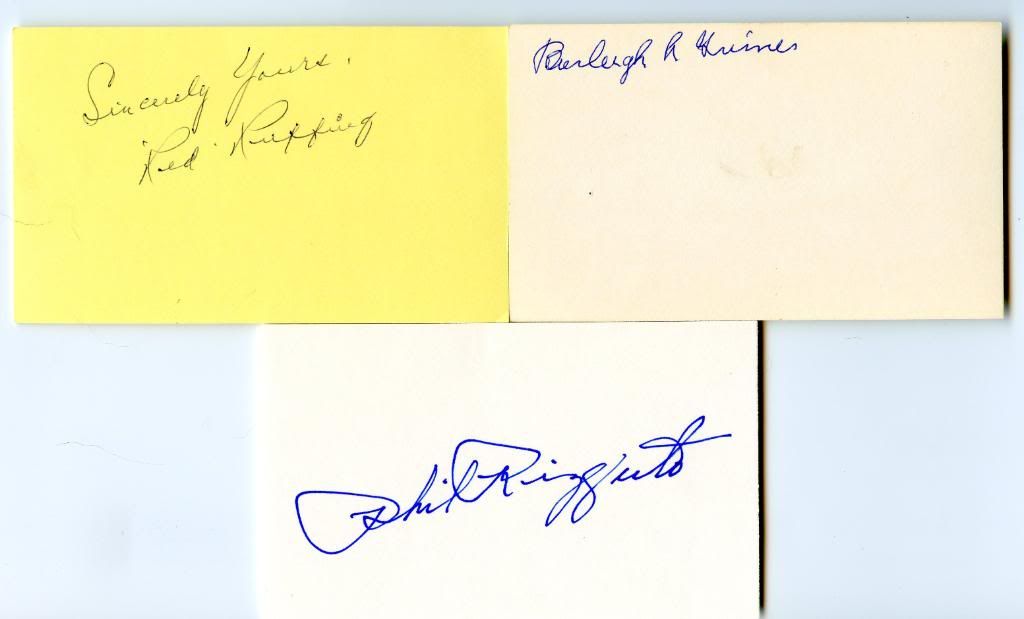 Sincerely Yours,
"Red" Ruffing
Burleigh A Grimes
Phil Rizzuto